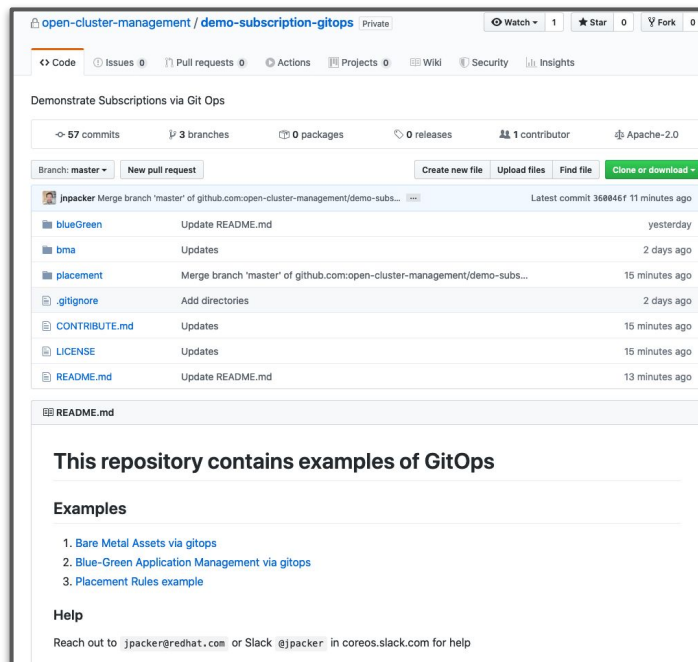 open-cluster-management / demo-subscription-gitops Private Watch 1 Star 0 Fork 0
Code Issues 0 Pull requests 0 Actions Projects 0 Wiki Security Insights
Demonstrate Subscriptions via Git Ops
57 commits 3 branches 0 packages 0 releases 1 contributor Apache-2.0
Branch: master New pull request Create new file Upload files Find file Clone or download
jnpacker Merge branch 'master' of github.com:open-cluster-management/demo-subs... ... Latest commit 360046f 11 minutes ago
blueGreen Update README.md yesterday
bma Updates 2 days ago
placement Merge branch 'master' of github.com:open-cluster-management/demo-subs... 15 minutes ago
.gitignore Add directories 2 days ago
CONTRIBUTE.md Updates 15 minutes ago
LICENSE Updates 15 minutes ago
README.md Update README.md 13 minutes ago
README.md
This repository contains examples of GitOps
Examples
1. Bare Metal Assets via gitops
2. Blue-Green Application Management via gitops
3. Placement Rules example
Help
Reach out to jpacker@redhat.com or Slack @jpacker in coreos.slack.com for help